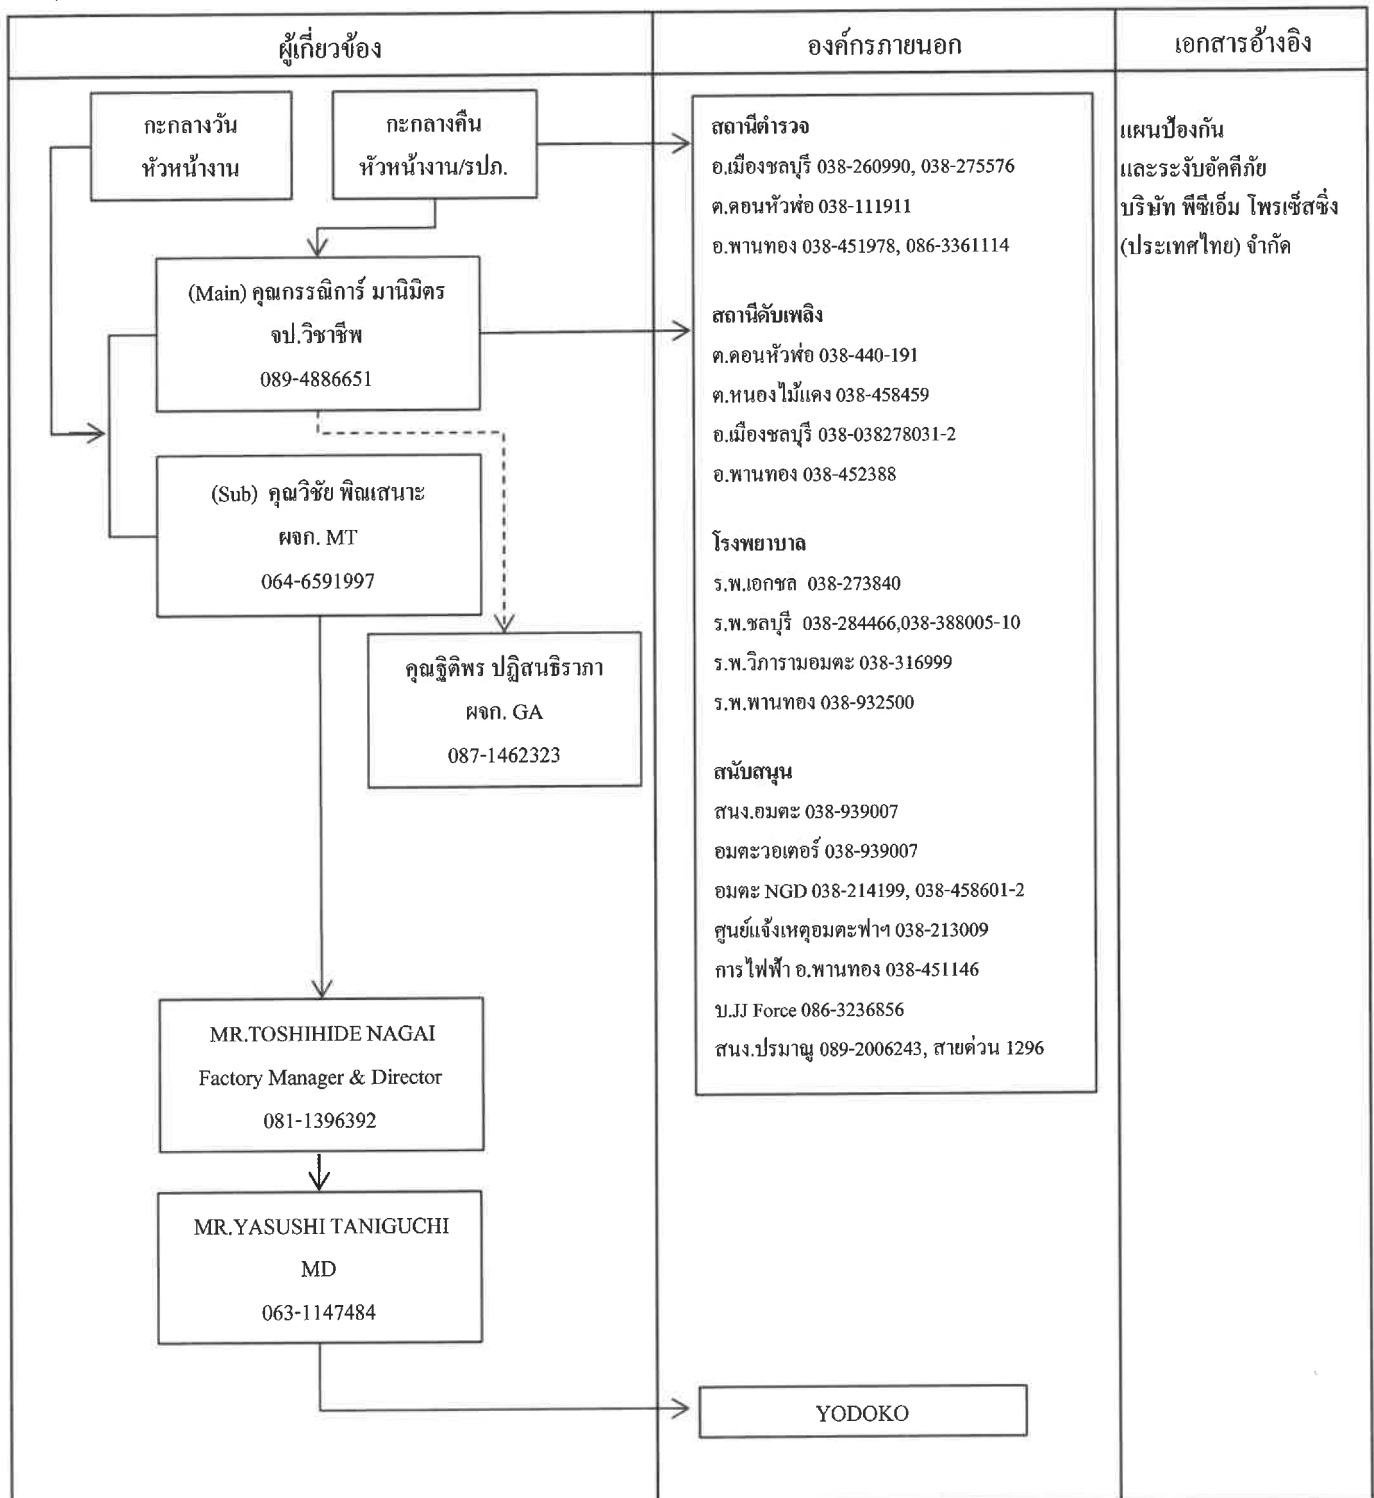 ผู้เกี่ยวข้อง
องค์กรภายนอก
เอกสารอ้างอิง
กะกลางวัน
หัวหน้างาน
กะกลางคืน
หัวหน้างาน/รปภ.
(Main) คุณกรรณิการ์ มานิมิตร
จป.วิชาชีพ
089-4886651
(Sub) คุณวิชัย พิณเสนาะ
ผจก. MT
064-6591997
คุณฐิติพร ปฏิสนธิราภา
ผจก. GA
087-1462323
MR.TOSHIHIDE NAGAI
Factory Manager & Director
081-1396392
MR.YASUSHI TANIGUCHI
MD
063-1147484
สถานีตำรวจ
อ.เมืองชลบุรี 038-260990, 038-275576
ต.ดอนหัวฬ่อ 038-111911
อ.พานทอง 038-451978, 086-3361114
สถานีดับเพลิง
ต.ดอนหัวฬ่อ 038-440-191
ต.หนองไม้แดง 038-458459
อ.เมืองชลบุรี 038-038278031-2
อ.พานทอง 038-452388
โรงพยาบาล
ร.พ.เอกชล 038-273840
ร.พ.ชลบุรี 038-284466,038-388005-10
ร.พ.วิภารามอมตะ 038-316999
ร.พ.พานทอง 038-932500
สนับสนุน
สนง.อมตะ 038-939007
อมตะวอเตอร์ 038-939007
อมตะ NGD 038-214199, 038-458601-2
ศูนย์แจ้งเหตุอมตะฟาฯ 038-213009
การไฟฟ้า อ.พานทอง 038-451146
บ.JJ Force 086-3236856
สนง.ปรมาณู 089-2006243, สายด่วน 1296
YODOKO
แผนป้องกัน
และระงับอัคคีภัย
บริษัท พีซีเอ็ม โพรเซ็สซิ่ง
(ประเทศไทย) จำกัด